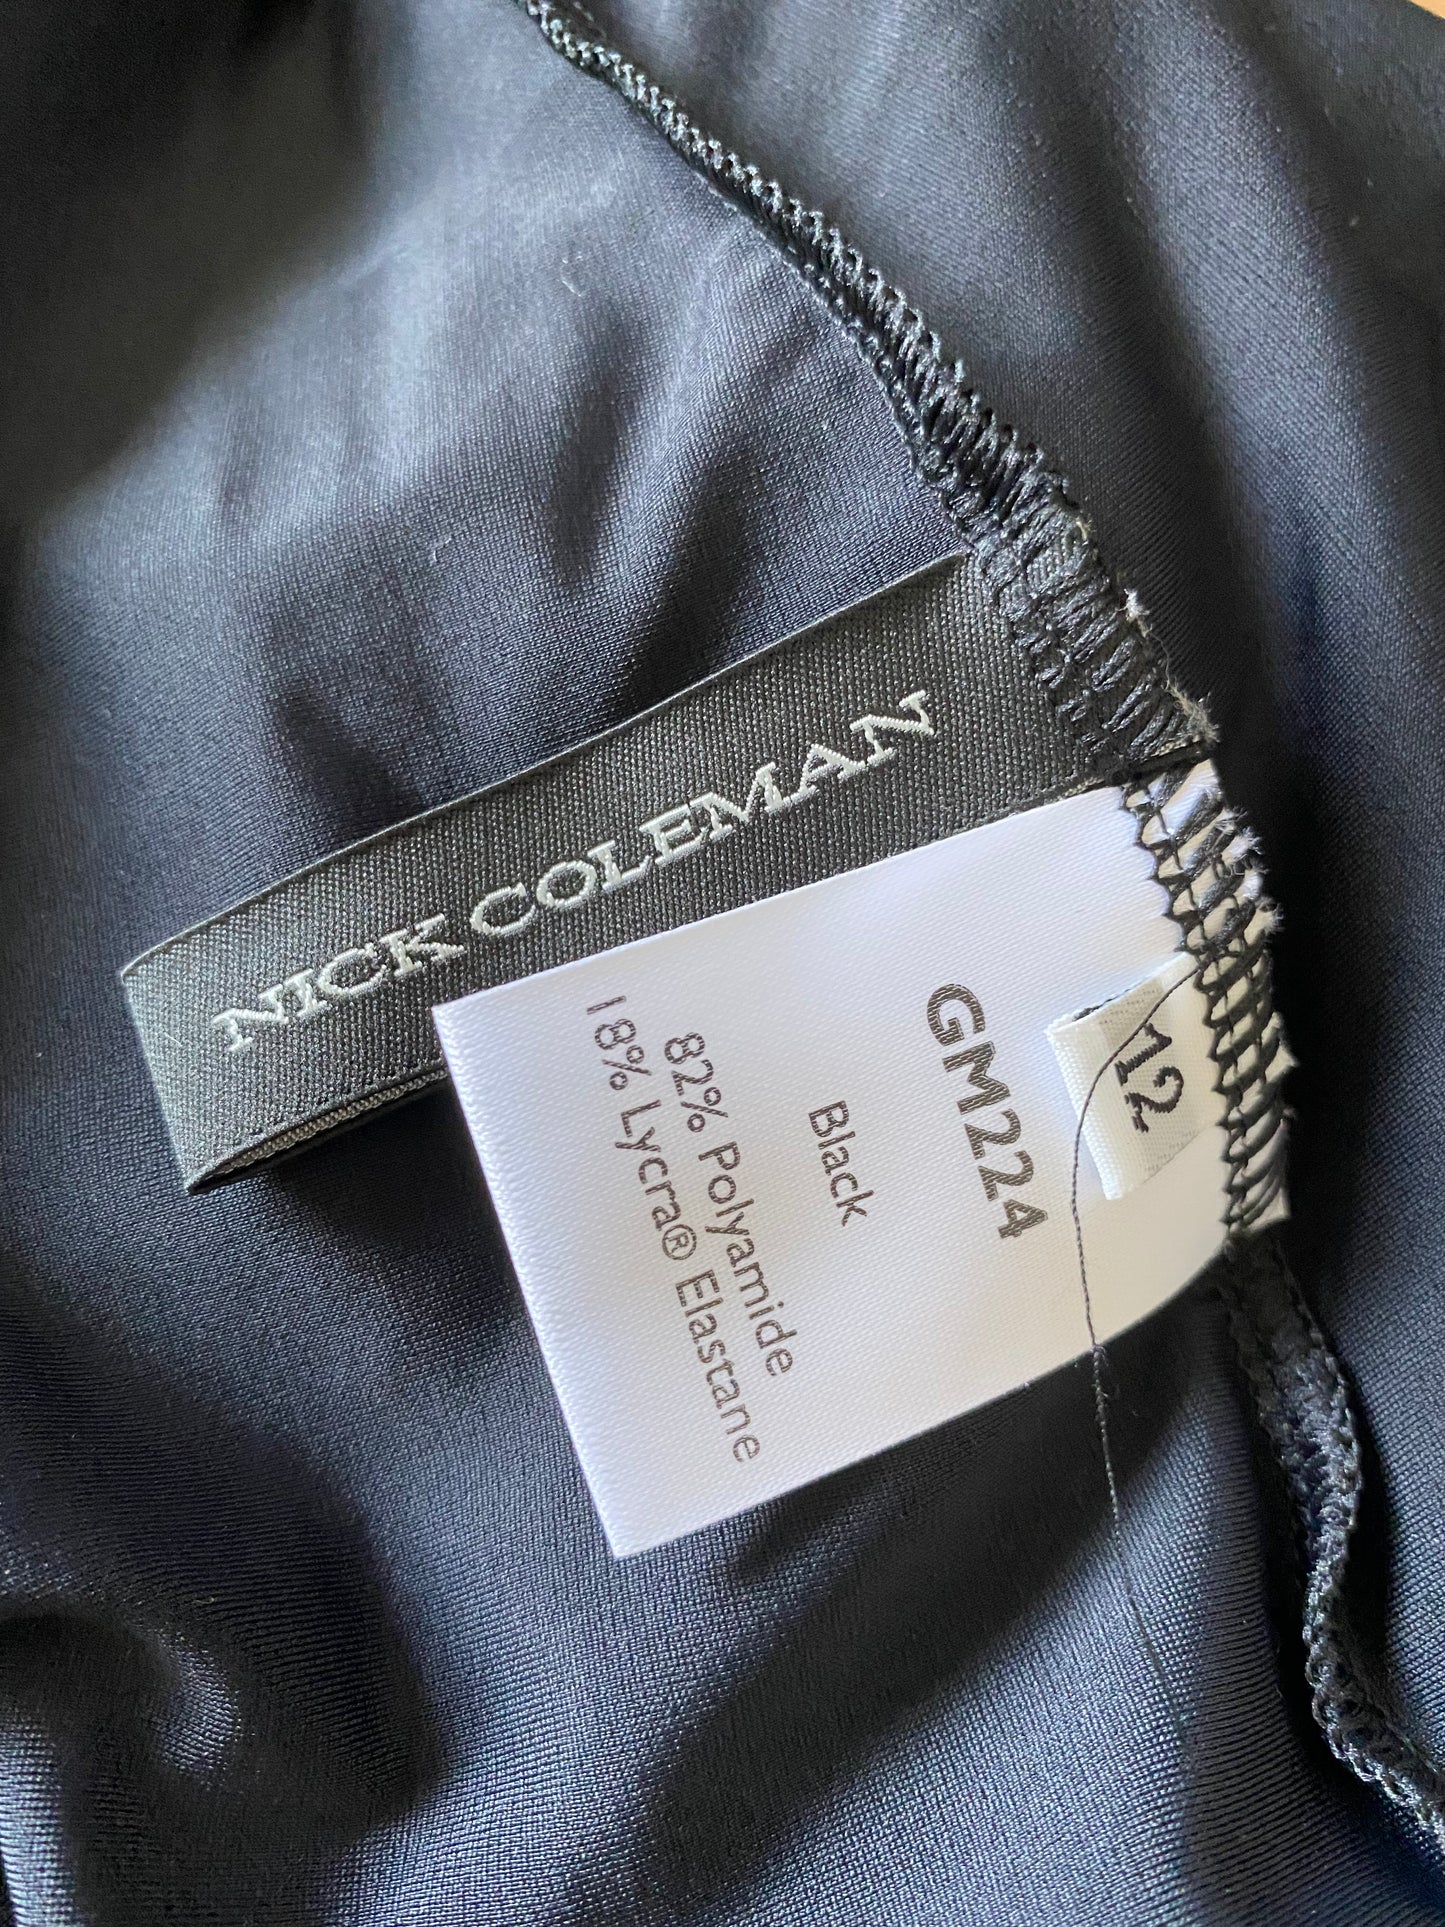 NICK COLEMAN
12
GM224
Black
82% Polyamide
18% Lycra® Elastane